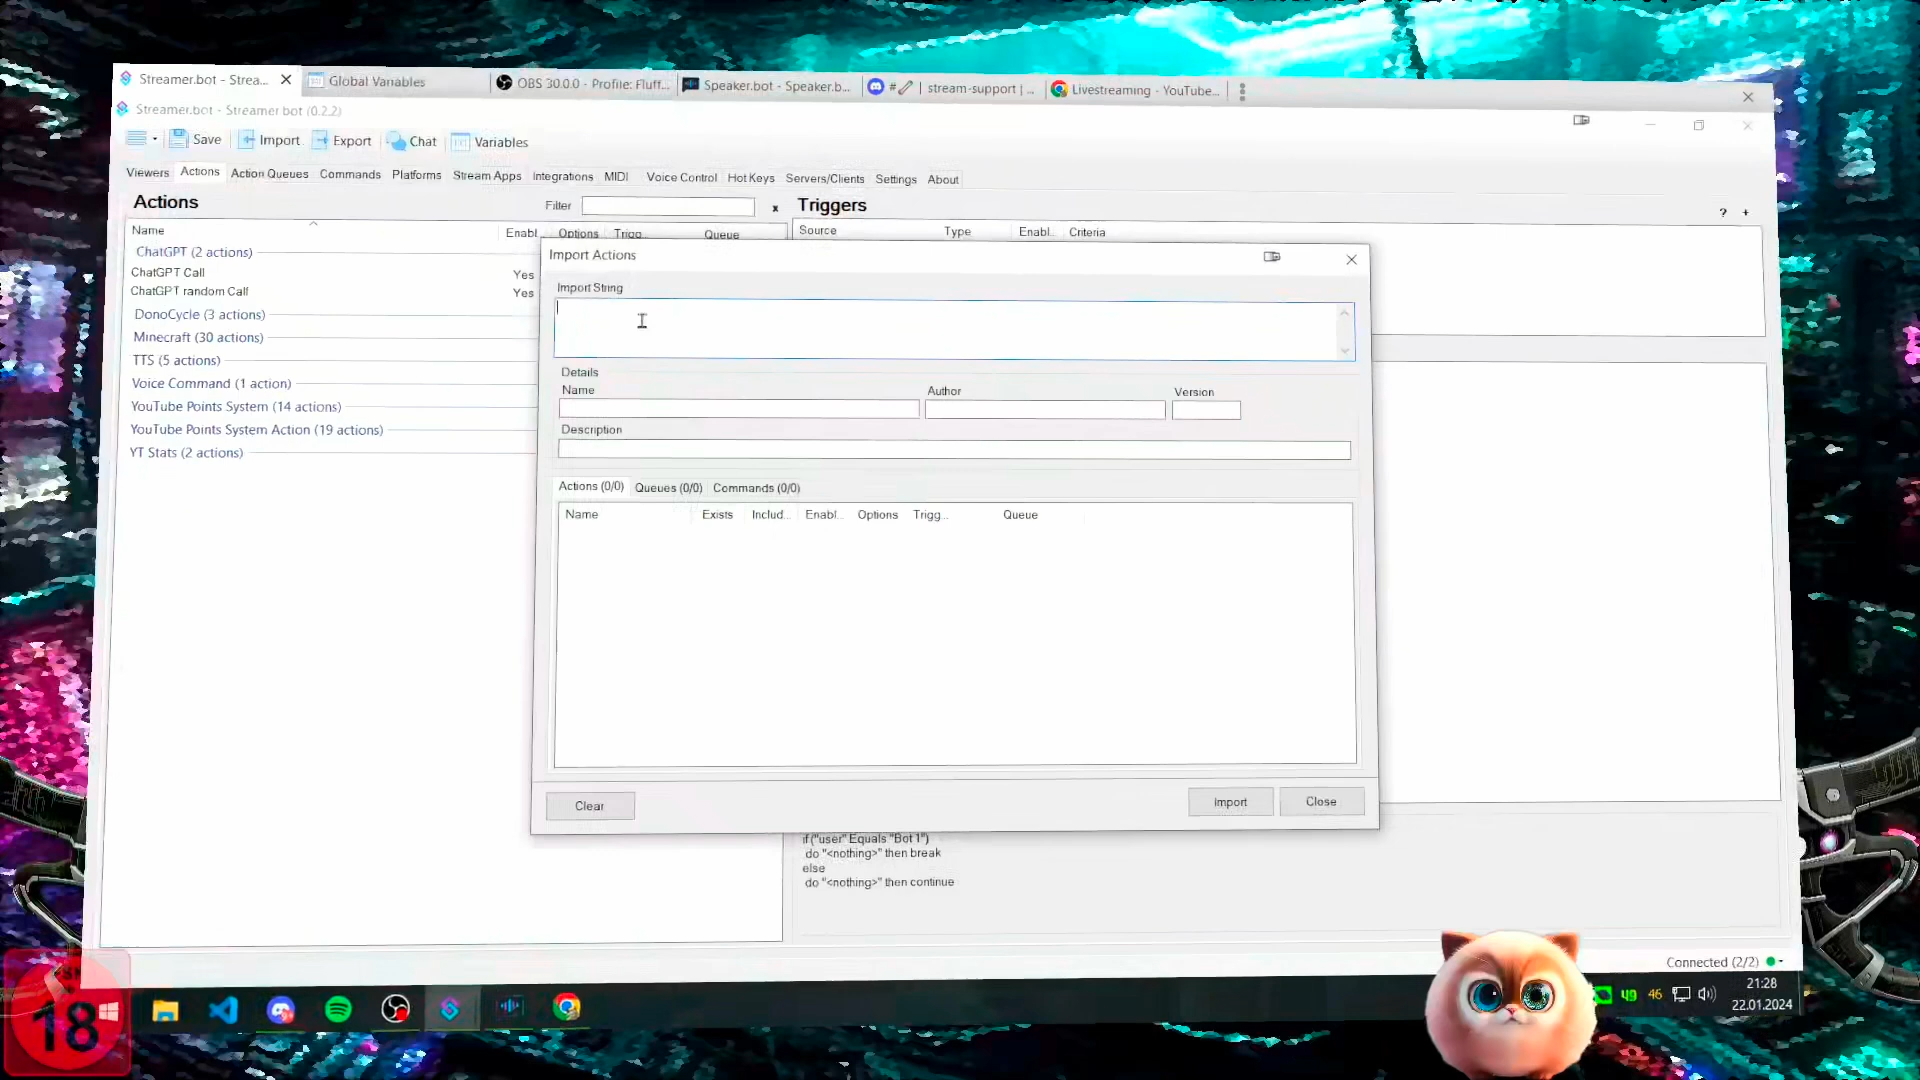 Streamer.bot - Strea...
Global Variables
OBS 30.0.0 - Profile: Fluff...
Speaker.bot - Speaker.b...
# | stream-support | ...
Livestreaming - YouTube...
Streamer.bot - Streamer.bot (0.2.2)
Save
Import
Export
Chat
Variables
Viewers
Actions
Action Queues
Commands
Platforms
Stream Apps
Integrations
MIDI
Voice Control
Hot Keys
Servers/Clients
Settings
About
Actions
Filter
x
Triggers
? +
Name
Enabl...
Options
Trigg...
Queue
Source
Type
Enabl...
Criteria
ChatGPT (2 actions)
ChatGPT Call
Yes
ChatGPT random Call
Yes
DonoCycle (3 actions)
Minecraft (30 actions)
TTS (5 actions)
Voice Command (1 action)
YouTube Points System (14 actions)
YouTube Points System Action (19 actions)
YT Stats (2 actions)
Import Actions
Import String
Details
Name
Author
Version
Description
Actions (0/0)
Queues (0/0)
Commands (0/0)
Name
Exists
Includ...
Enabl...
Options
Trigg...
Queue
Clear
Import
Close
if ("user" Equals "Bot 1")
do "<nothing>" then break
else
do "<nothing>" then continue
Connected (2/2)
49
46
21:28
22.01.2024
18